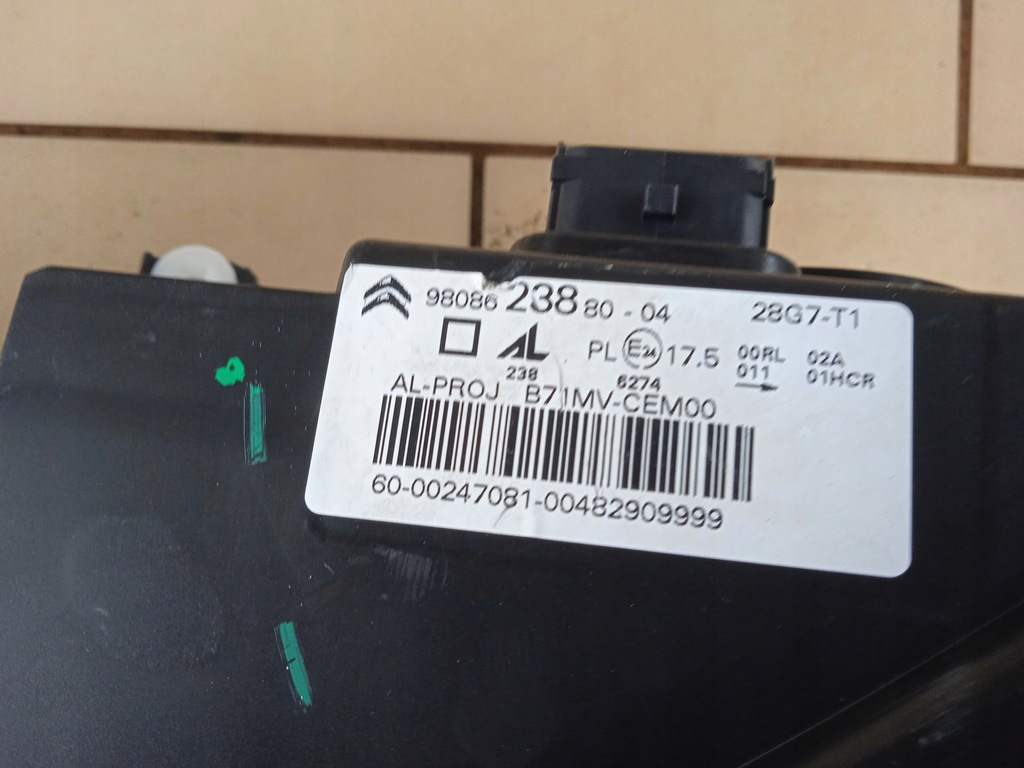 98086 238 80 - 04 28G7-T1
AL PL E24 17.5 00RL 02A
238 6274 011 01HCR
AL-PROJ B71MV-CEM00
60-00247081-00482909999